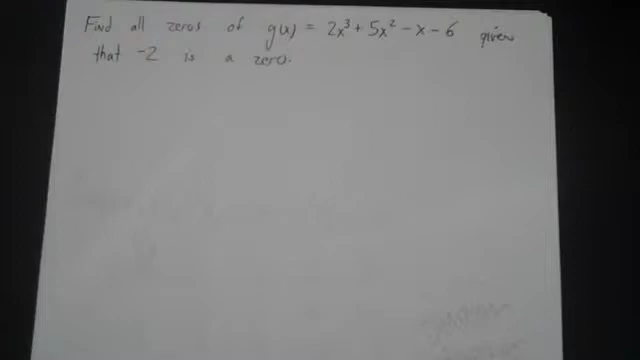 Find all zeros of g(x) = 2x³ + 5x² - x - 6 given
that -2 is a zero.